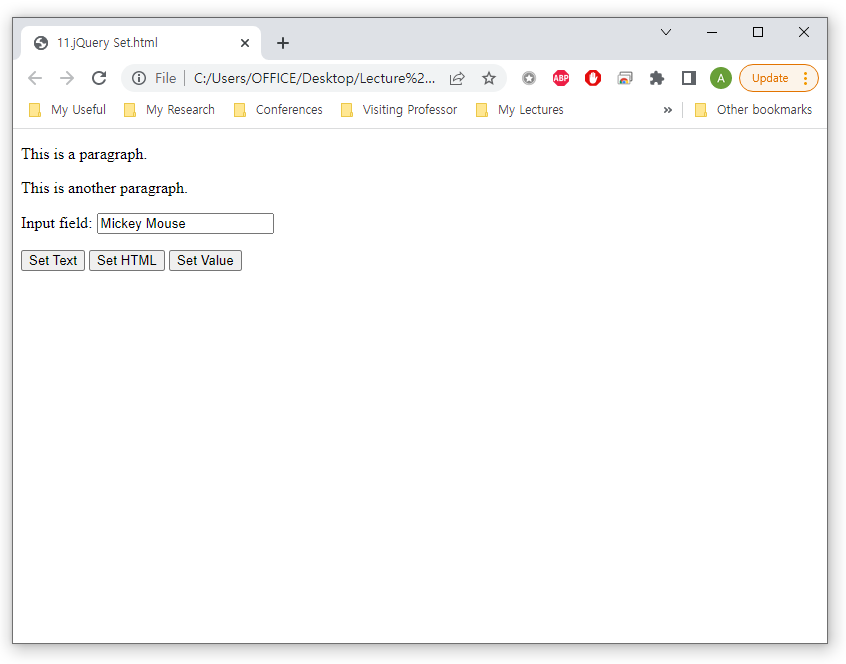 11.jQuery Set.html
File C:/Users/OFFICE/Desktop/Lecture%2... ABP A Update
My Useful My Research Conferences Visiting Professor My Lectures » Other bookmarks
This is a paragraph.
This is another paragraph.
Input field: Mickey Mouse
Set Text Set HTML Set Value